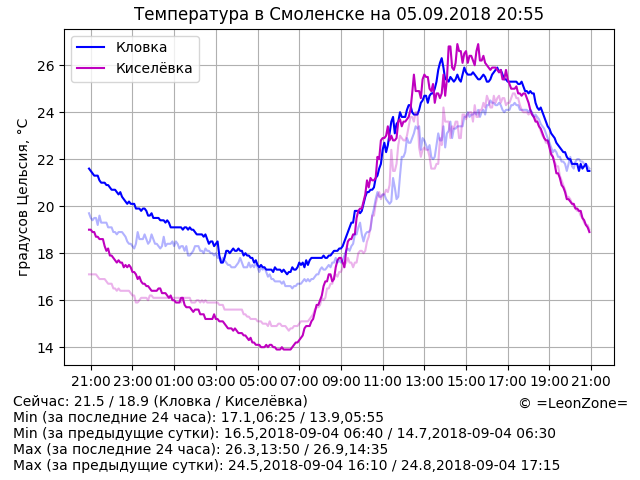 Температура в Смоленске на 05.09.2018 20:55
Кловка
Киселёвка
градусов Цельсия, °C
26
24
22
20
18
16
14
21:00 23:00 01:00 03:00 05:00 07:00 09:00 11:00 13:00 15:00 17:00 19:00 21:00
Сейчас: 21.5 / 18.9 (Кловка / Киселёвка)
© =LeonZone=
Min (за последние 24 часа): 17.1,06:25 / 13.9,05:55
Min (за предыдущие сутки): 16.5,2018-09-04 06:40 / 14.7,2018-09-04 06:30
Max (за последние 24 часа): 26.3,13:50 / 26.9,14:35
Max (за предыдущие сутки): 24.5,2018-09-04 16:10 / 24.8,2018-09-04 17:15